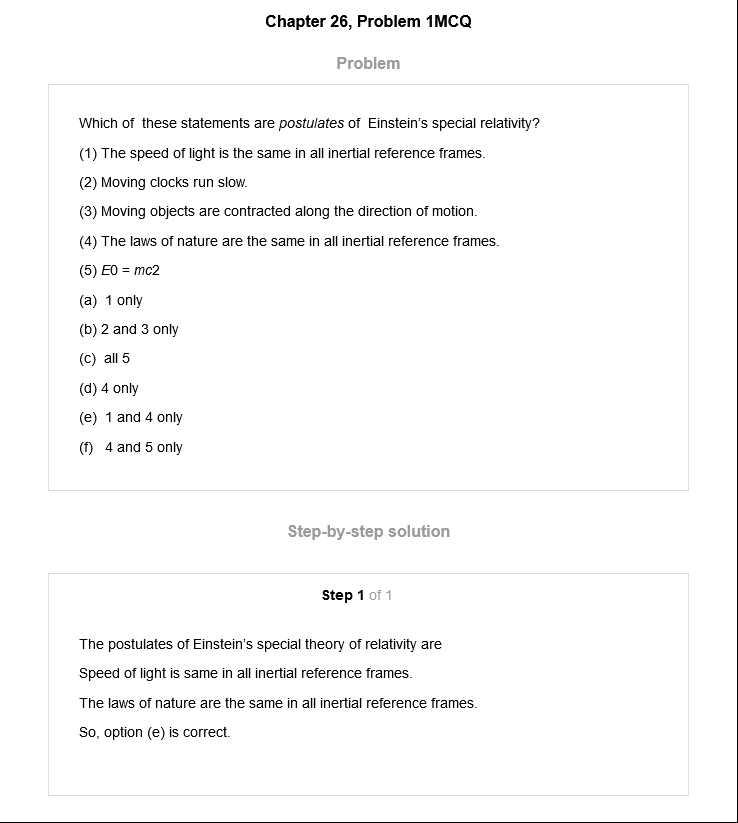 Chapter 26, Problem 1MCQ
Problem
Which of these statements are postulates of Einstein's special relativity?
(1) The speed of light is the same in all inertial reference frames.
(2) Moving clocks run slow.
(3) Moving objects are contracted along the direction of motion.
(4) The laws of nature are the same in all inertial reference frames.
(5) E0 = mc2
(a) 1 only
(b) 2 and 3 only
(c) all 5
(d) 4 only
(e) 1 and 4 only
(f) 4 and 5 only
Step-by-step solution
Step 1 of 1
The postulates of Einstein's special theory of relativity are
Speed of light is same in all inertial reference frames.
The laws of nature are the same in all inertial reference frames.
So, option (e) is correct.